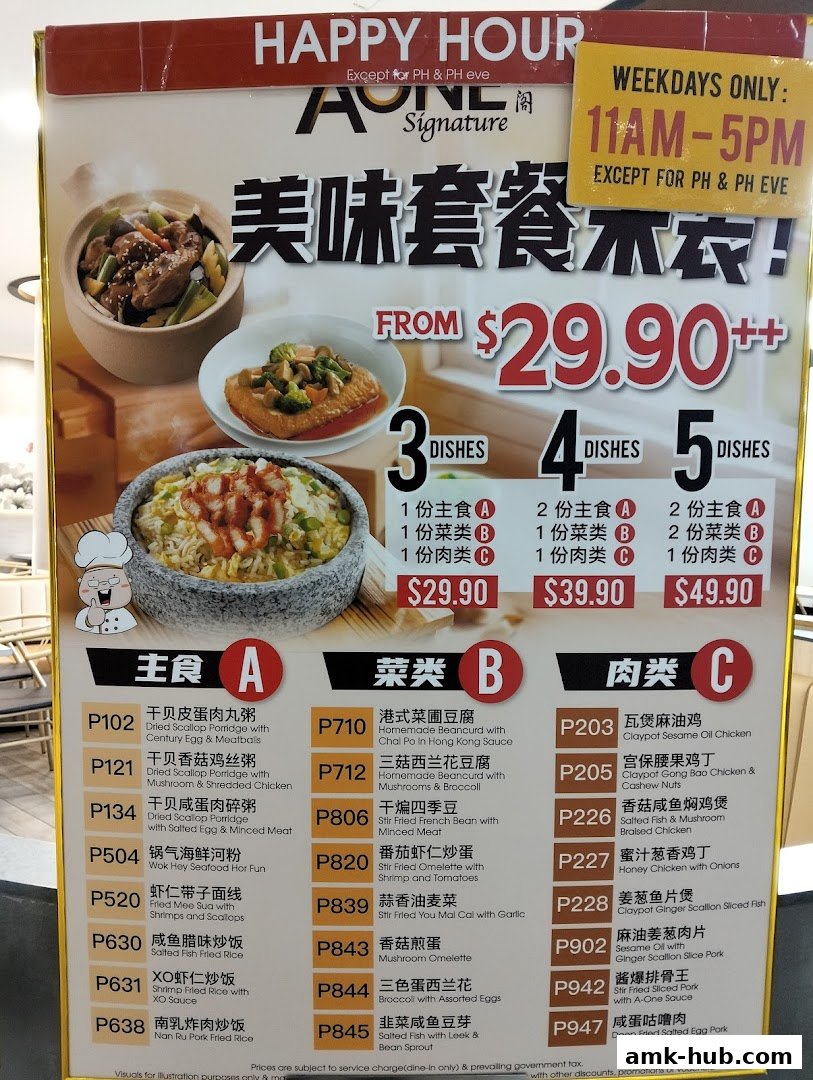 HAPPY HOUR
Except for PH & PH eve
WEEKDAYS ONLY:
11AM - 5PM
EXCEPT FOR PH & PH EVE
AONE 阁
Signature
美味套餐来袭!
FROM $29.90++
3 DISHES
1 份主食 A
1 份菜类 B
1 份肉类 C
$29.90
4 DISHES
2 份主食 A
1 份菜类 B
1 份肉类 C
$39.90
5 DISHES
2 份主食 A
2 份菜类 B
1 份肉类 C
$49.90
主食 A
P102 干贝皮蛋肉丸粥
Dried Scallop Porridge with
Century Egg & Meatballs
P121 干贝香菇鸡丝粥
Dried Scallop Porridge with
Mushroom & Shredded Chicken
P134 干贝咸蛋肉碎粥
Dried Scallop Porridge
with Salted Egg & Minced Meat
P504 锅气海鲜河粉
Wok Hey Seafood Hor Fun
P520 虾仁带子面线
Fried Mee Sua with
Shrimps and Scallops
P630 咸鱼腊味炒饭
Salted Fish Fried Rice
P631 XO虾仁炒饭
Shrimp Fried Rice with
XO Sauce
P638 南乳炸肉炒饭
Nan Ru Pork Fried Rice
菜类 B
P710 港式菜圃豆腐
Homemade Beancurd with
Chai Po in Hong Kong Sauce
P712 三菇西兰花豆腐
Homemade Beancurd with
Mushrooms & Broccoli
P806 干煸四季豆
Stir Fried French Bean with
Minced Meat
P820 番茄虾仁炒蛋
Stir Fried Omelette with
Shrimp and Tomatoes
P839 蒜香油麦菜
Stir Fried You Mai Cai with Garlic
P843 香菇煎蛋
Mushroom Omelette
P844 三色蛋西兰花
Broccoli with Assorted Eggs
P845 韭菜咸鱼豆芽
Salted Fish with Leek &
Bean Sprout
肉类 C
P203 瓦煲麻油鸡
Claypot Sesame Oil Chicken
P205 宫保腰果鸡丁
Claypot Gong Bao Chicken &
Cashew Nuts
P226 香菇咸鱼焖鸡煲
Salted Fish & Mushroom
Braised Chicken
P227 蜜汁葱香鸡丁
Honey Chicken with Onions
P228 姜葱鱼片煲
Claypot Ginger Scallion Sliced Fish
P902 麻油姜葱肉片
Sesame Oil with
Ginger Scallion Slice Pork
P942 酱爆排骨王
Stir Fried Sliced Pork
with A-One Sauce
P947 咸蛋咕噜肉
Deep Fried Salted Egg Pork
Prices are subject to service charge(dine-in only) & prevailing government tax.
Visuals for illustration purposes only & with other discounts, promotions or vouchers
amk-hub.com